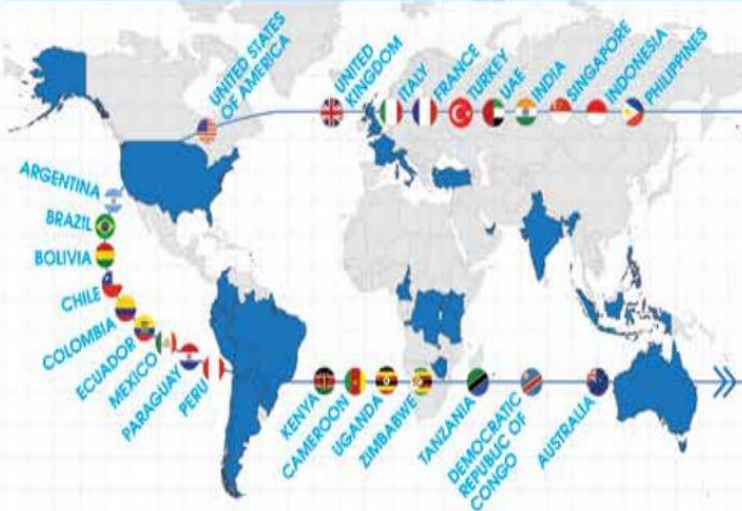 UNITED STATES
OF AMERICA
UNITED
KINGDOM
ITALY
FRANCE
TURKEY
UAE
INDIA
SINGAPORE
INDONESIA
PHILIPPINES
ARGENTINA
BRAZIL
BOLIVIA
CHILE
COLOMBIA
ECUADOR
MEXICO
PARAGUAY
PERU
KENYA
CAMEROON
UGANDA
ZIMBABWE
TANZANIA
DEMOCRATIC
REPUBLIC OF
CONGO
AUSTRALIA